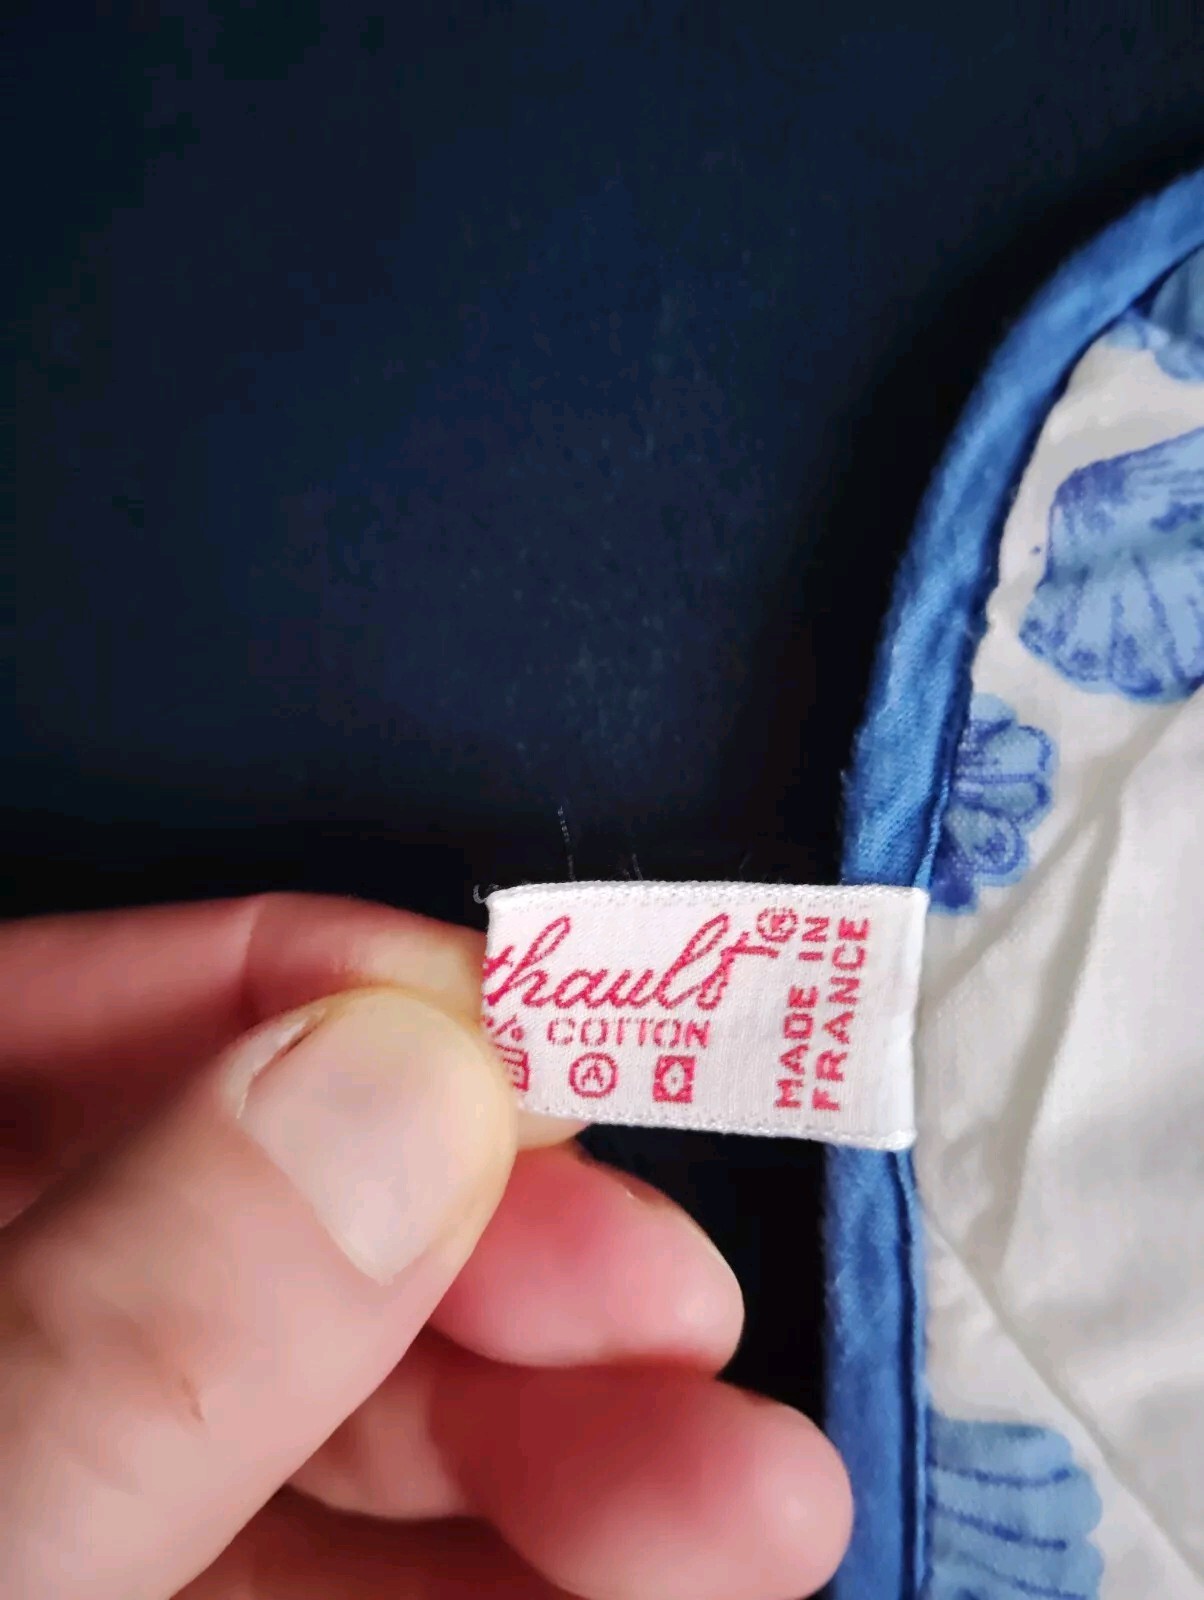 thault®
% COTTON
A
MADE IN
FRANCE